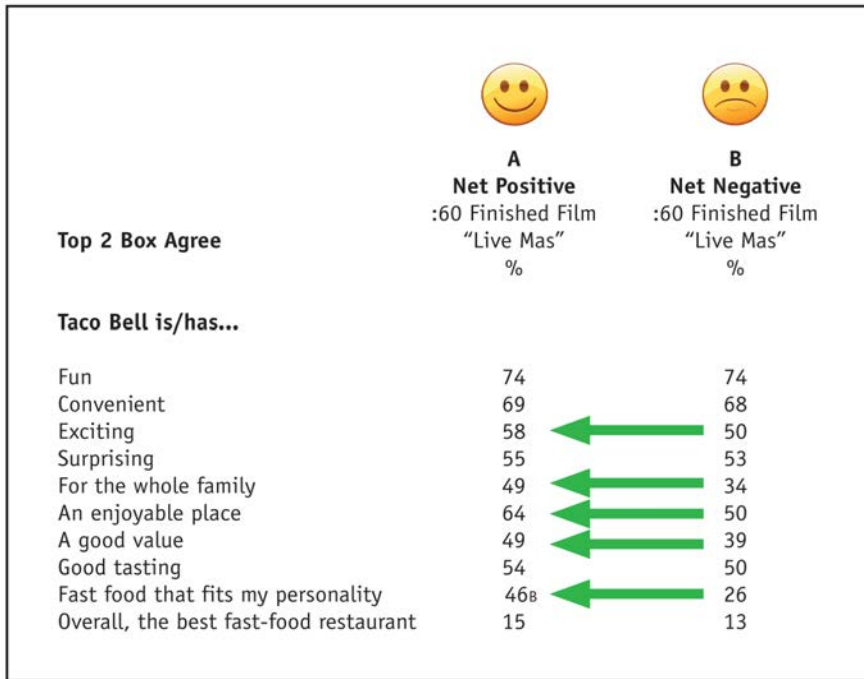 A B
Net Positive Net Negative
:60 Finished Film :60 Finished Film
Top 2 Box Agree “Live Mas” “Live Mas”
% %
Taco Bell is/has...
Fun 74 74
Convenient 69 68
Exciting 58 50
Surprising 55 53
For the whole family 49 34
An enjoyable place 64 50
A good value 49 39
Good tasting 54 50
Fast food that fits my personality 46B 26
Overall, the best fast-food restaurant 15 13